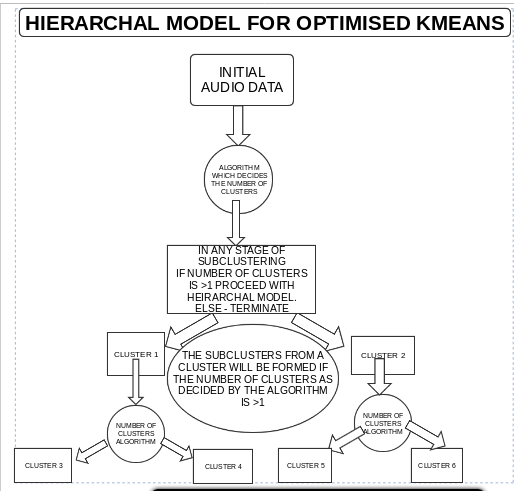 HIERARCHAL MODEL FOR OPTIMISED KMEANS
INITIAL
AUDIO DATA
ALGORITHM
WHICH DECIDES
THE NUMBER OF
CLUSTERS
IN ANY STAGE OF
SUBCLUSTERING
IF NUMBER OF CLUSTERS
IS >1 PROCEED WITH
HEIRARCHAL MODEL.
ELSE - TERMINATE
CLUSTER 1
THE SUBCLUSTERS FROM A
CLUSTER WILL BE FORMED IF
THE NUMBER OF CLUSTERS AS
DECIDED BY THE ALGORITHM
IS >1
CLUSTER 2
NUMBER OF
CLUSTERS
ALGORITHM
NUMBER OF
CLUSTERS
ALGORITHM
CLUSTER 3
CLUSTER 4
CLUSTER 5
CLUSTER 6